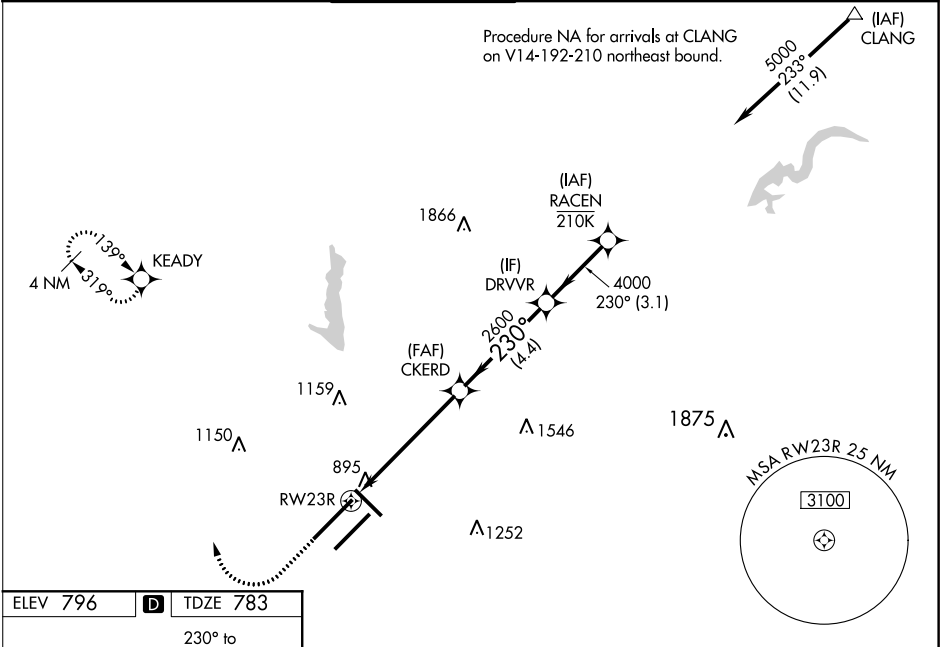 Procedure NA for arrivals at CLANG
on V14-192-210 northeast bound.
(IAF)
CLANG
5000
233°
(11.9)
(IAF)
RACEN
210K
1866
KEADY
139°
319°
4 NM
(IF)
DRVVR
4000
230° (3.1)
2600
230°
(4.4)
(FAF)
CKERD
1159
1150
1546
1875
895
RW23R
1252
MSA RW23R 25 NM
3100
ELEV 796 D TDZE 783
230° to